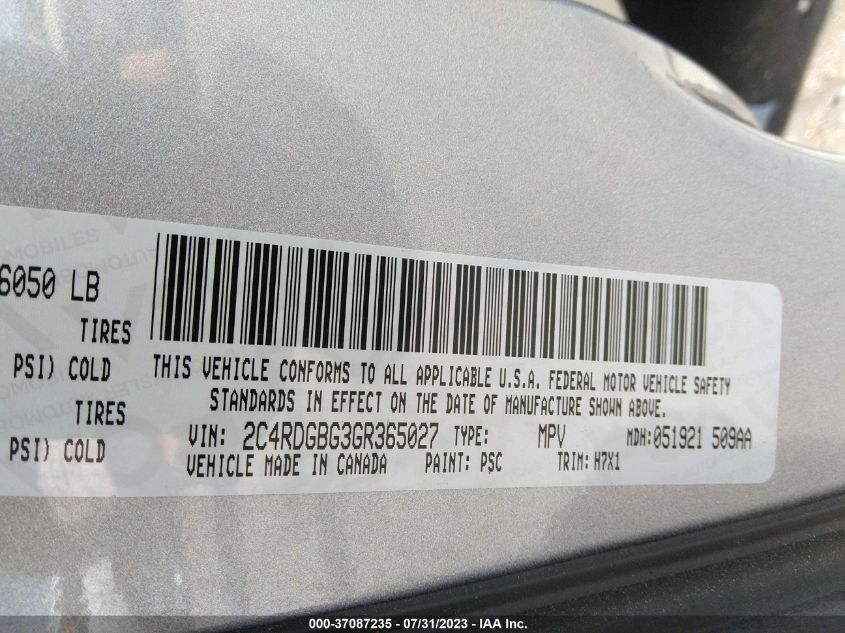 6050 LB
TIRES
PSI) COLD
TIRES
PSI) COLD
THIS VEHICLE CONFORMS TO ALL APPLICABLE U.S.A. FEDERAL MOTOR VEHICLE SAFETY
STANDARDS IN EFFECT ON THE DATE OF MANUFACTURE SHOWN ABOVE.
VIN: 2C4RDGBG3GR365027 TYPE: MPV MDH:051921 509AA
VEHICLE MADE IN CANADA PAINT: PSC TRIM: H7X1
000-37087235 - 07/31/2023 - IAA Inc.